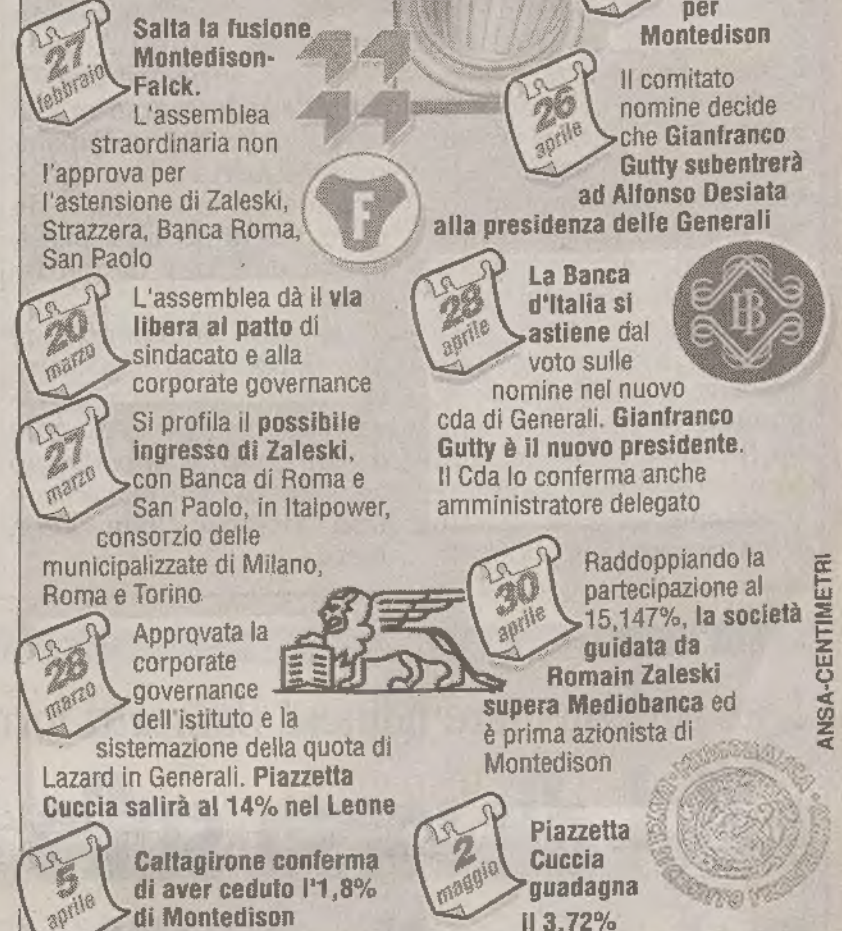 27
febbraio
Salta la fusione
Montedison-
Falck.
L'assemblea
straordinaria non
l'approva per
l'astensione di Zaleski,
Strazzera, Banca Roma,
San Paolo
F
20
marzo
L'assemblea dà il via
libera al patto di
sindacato e alla
corporate governance
27
marzo
Si profila il possibile
ingresso di Zaleski,
con Banca di Roma e
San Paolo, in Italpower,
consorzio delle
municipalizzate di Milano,
Roma e Torino
28
marzo
Approvata la
corporate
governance
dell'istituto e la
sistemazione della quota di
Lazard in Generali. Piazzetta
Cuccia salirà al 14% nel Leone
5
aprile
Caltagirone conferma
di aver ceduto l'1,8%
di Montedison
per
Montedison
26
aprile
Il comitato
nomine decide
che Gianfranco
Gutty subentrerà
ad Alfonso Desiata
alla presidenza delle Generali
28
aprile
La Banca
d'Italia si
astiene dal
voto sulle
nomine nel nuovo
cda di Generali. Gianfranco
Gutty è il nuovo presidente.
Il Cda lo conferma anche
amministratore delegato
30
aprile
Raddoppiando la
partecipazione al
15,147%, la società
guidata da
Romain Zaleski
supera Mediobanca ed
è prima azionista di
Montedison
2
maggio
Piazzetta
Cuccia
guadagna
il 3,72%
ANSA-CENTIMETRI